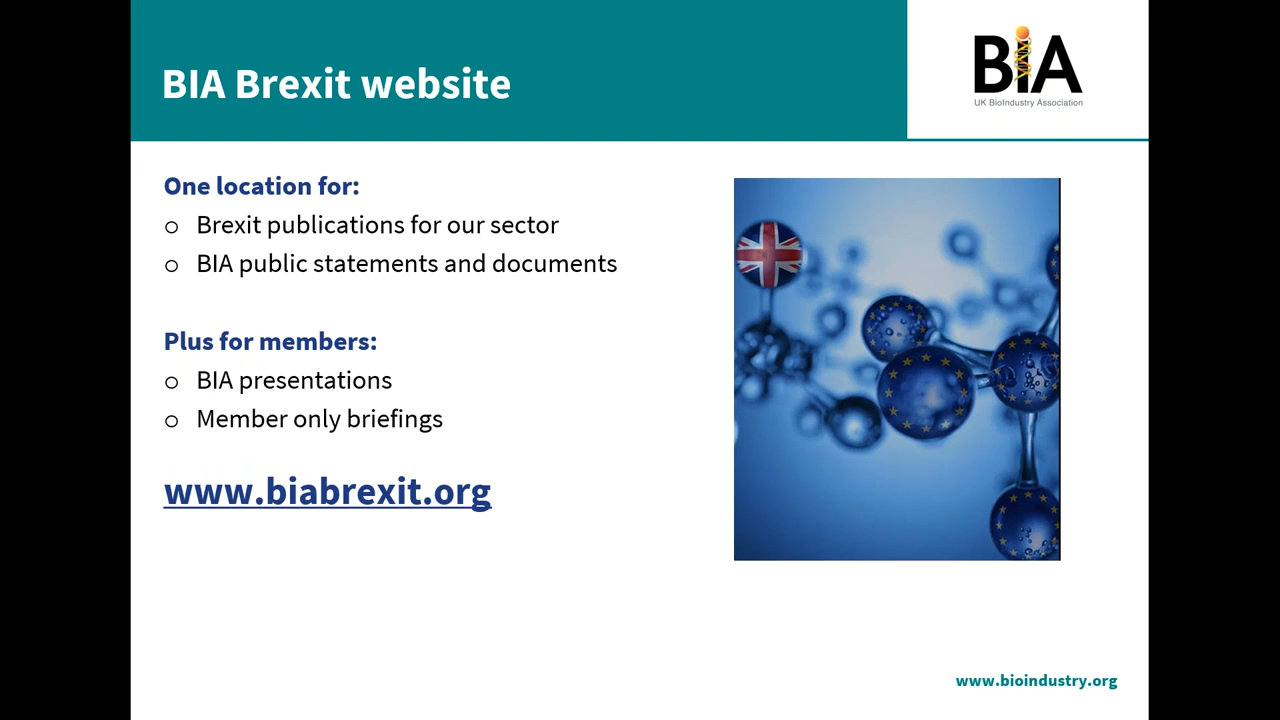 BIA Brexit website
BIA
UK BioIndustry Association
One location for:
o Brexit publications for our sector
o BIA public statements and documents
Plus for members:
o BIA presentations
o Member only briefings
www.biabrexit.org
www.bioindustry.org